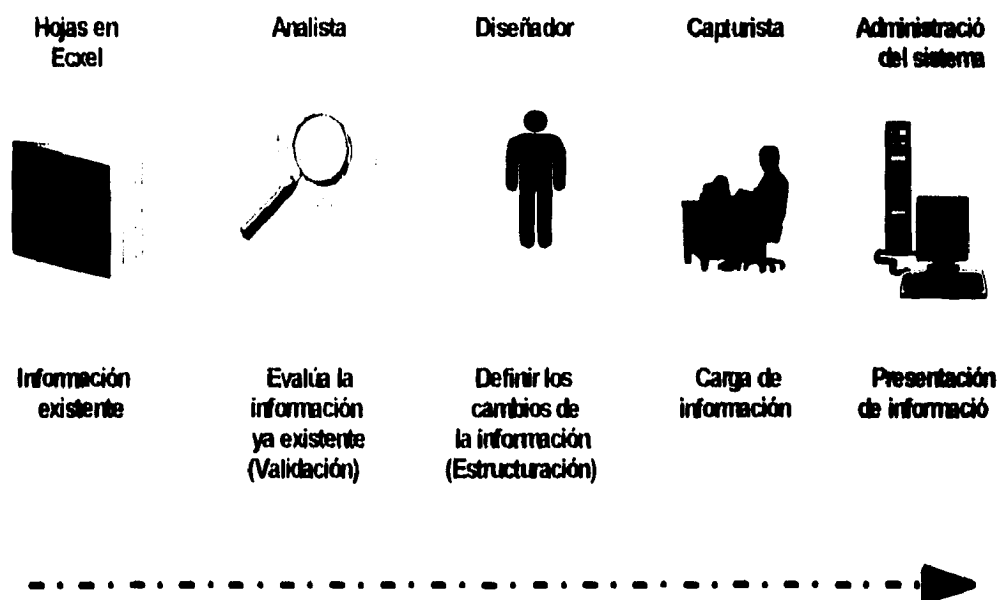 Hojas en
Ecxel
Analista
Diseñador
Capturista
Administració
del sistema
Información
existente
Evalúa la
información
ya existente
(Validación)
Definir los
cambios de
la información
(Estructuración)
Carga de
información
Presentación
de informació